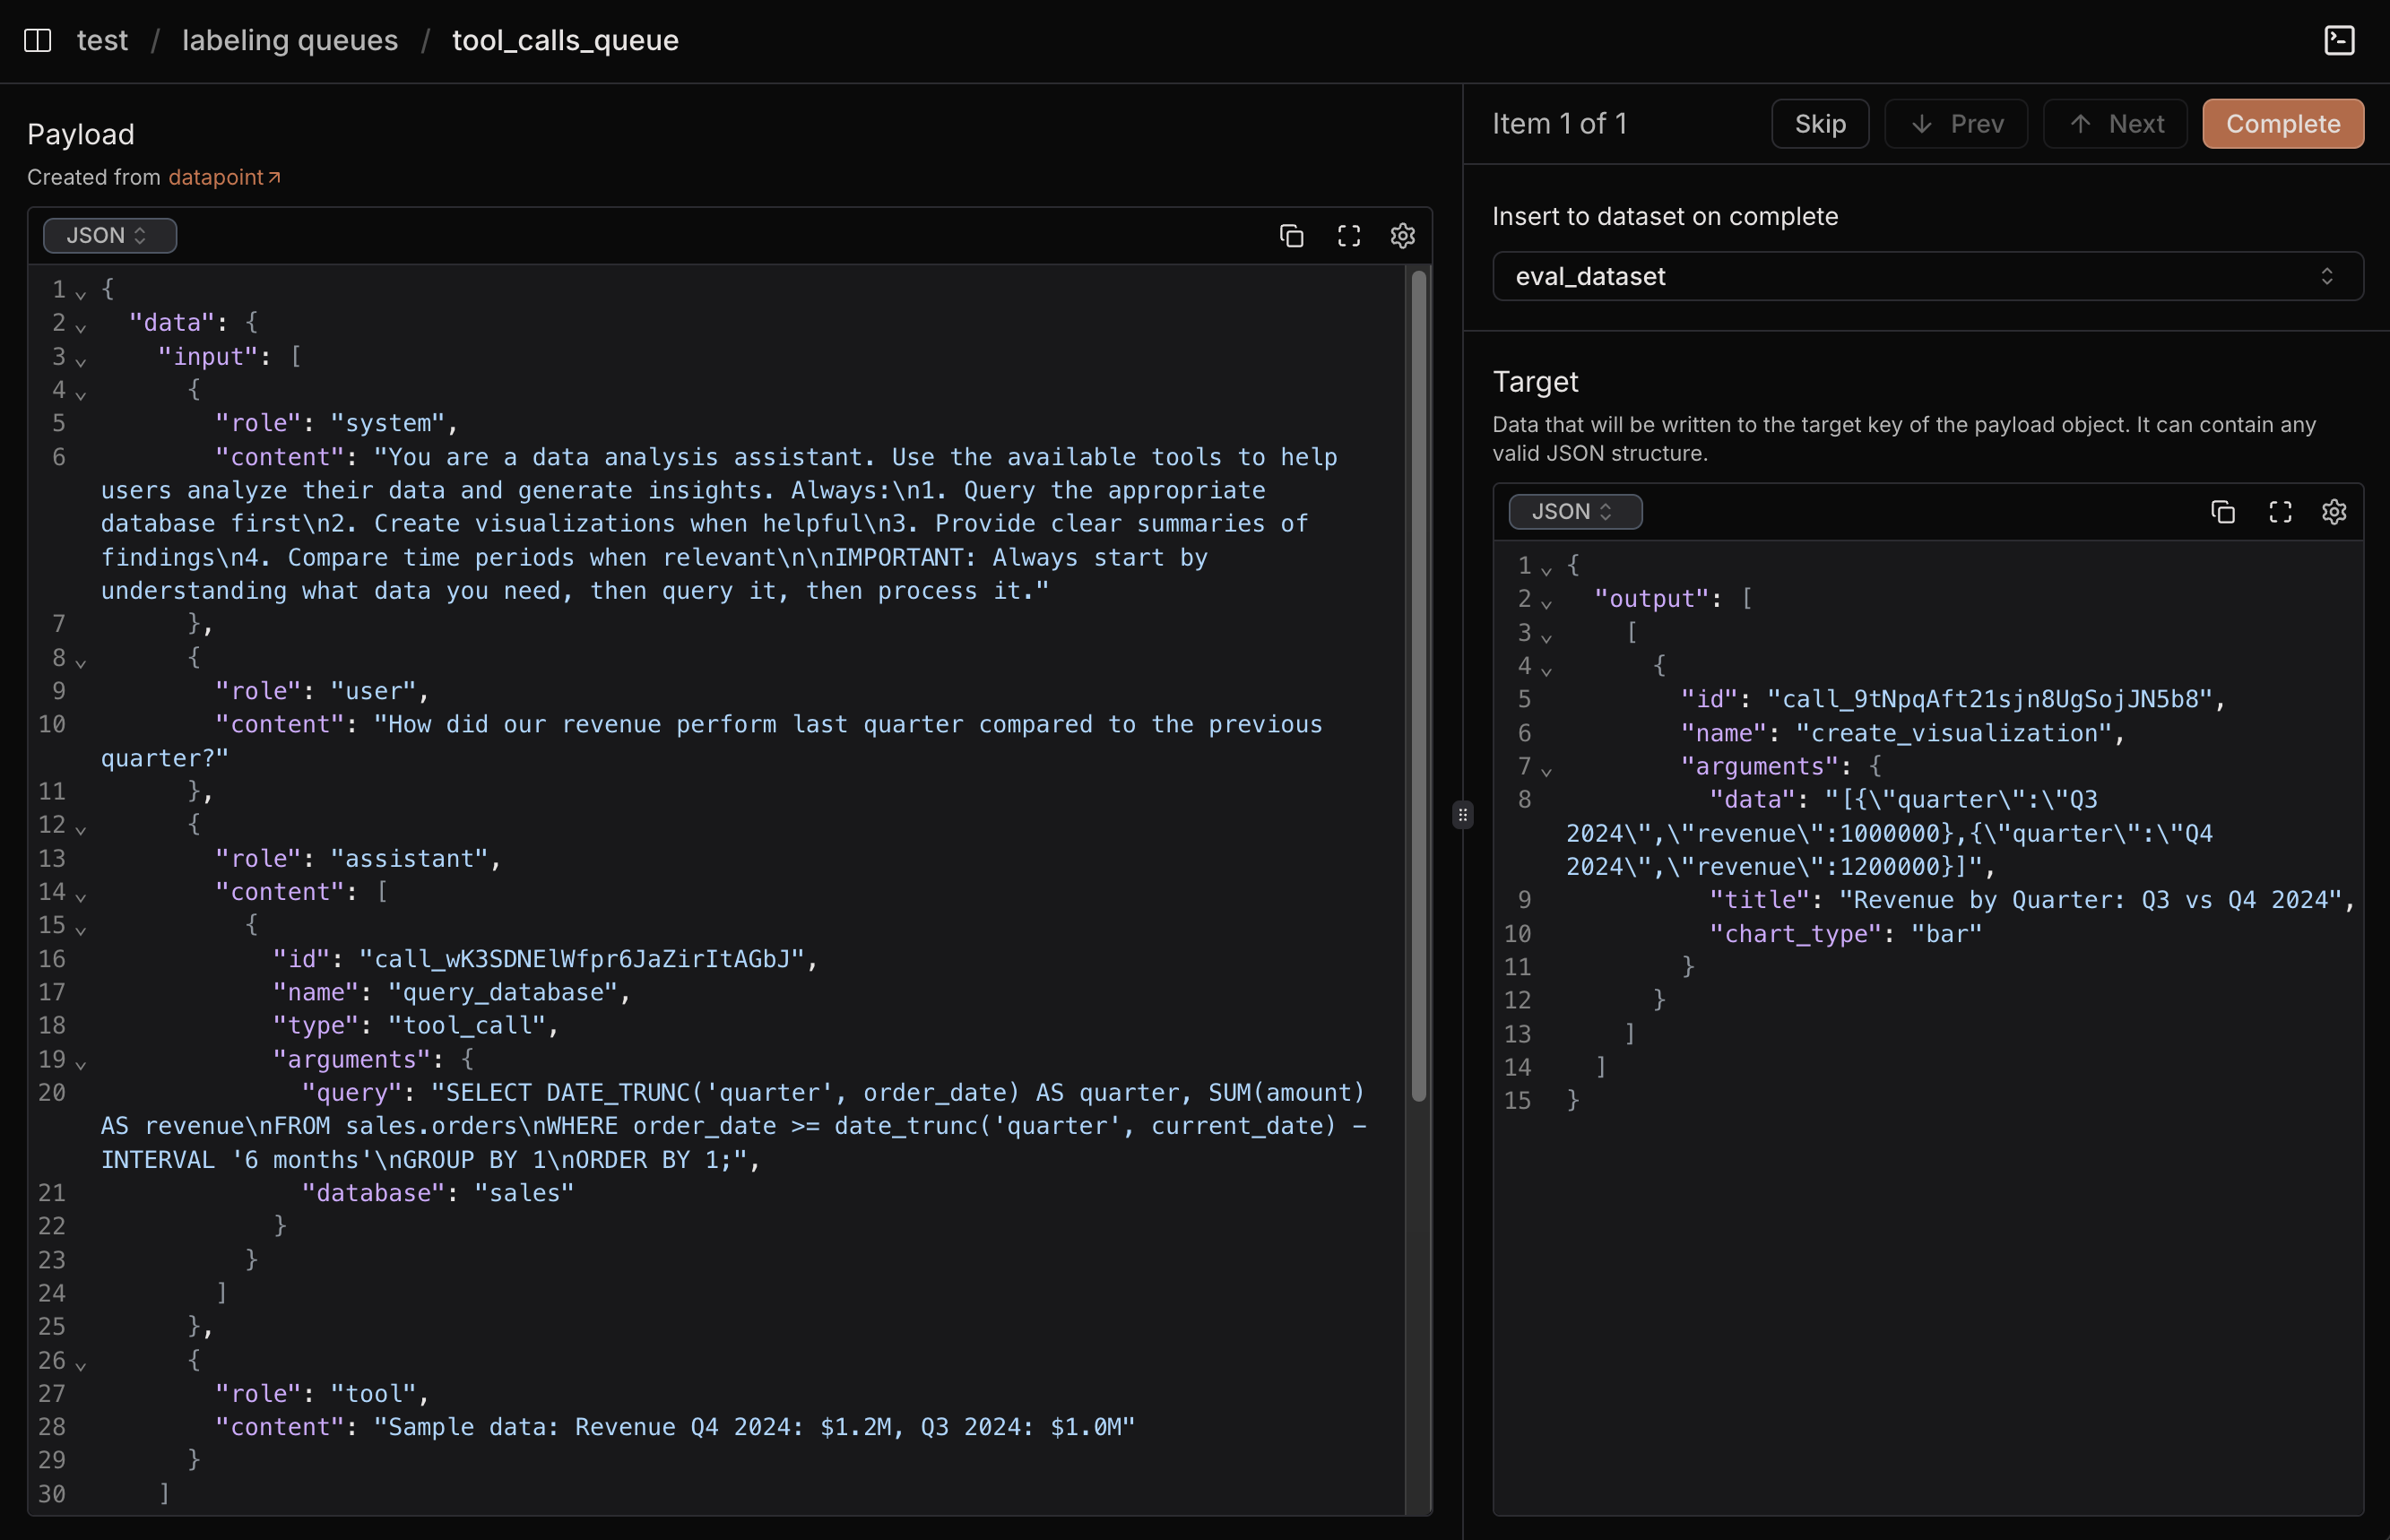 test / labeling queues / tool_calls_queue
Payload
Created from datapoint
JSON
1 {
2 "data": {
3 "input": [
4 {
5 "role": "system",
6 "content": "You are a data analysis assistant. Use the available tools to help
users analyze their data and generate insights. Always:\n1. Query the appropriate
database first\n2. Create visualizations when helpful\n3. Provide clear summaries of
findings\n4. Compare time periods when relevant\n\nIMPORTANT: Always start by
understanding what data you need, then query it, then process it."
7 },
8 {
9 "role": "user",
10 "content": "How did our revenue perform last quarter compared to the previous
quarter?"
11 },
12 {
13 "role": "assistant",
14 "content": [
15 {
16 "id": "call_wK3SDNElWfpr6JaZirItAGbJ",
17 "name": "query_database",
18 "type": "tool_call",
19 "arguments": {
20 "query": "SELECT DATE_TRUNC('quarter', order_date) AS quarter, SUM(amount)
AS revenue\nFROM sales.orders\nWHERE order_date >= date_trunc('quarter', current_date) -
INTERVAL '6 months'\nGROUP BY 1\nORDER BY 1;",
21 "database": "sales"
22 }
23 }
24 ]
25 },
26 {
27 "role": "tool",
28 "content": "Sample data: Revenue Q4 2024: $1.2M, Q3 2024: $1.0M"
29 }
30 ]
Item 1 of 1
Skip
Prev
Next
Complete
Insert to dataset on complete
eval_dataset
Target
Data that will be written to the target key of the payload object. It can contain any
valid JSON structure.
JSON
1 {
2 "output": [
3 [
4 {
5 "id": "call_9tNpqAft21sjn8UgSojJN5b8",
6 "name": "create_visualization",
7 "arguments": {
8 "data": "[{\"quarter\":\"Q3
2024\",\"revenue\":1000000},{\"quarter\":\"Q4
2024\",\"revenue\":1200000}]",
9 "title": "Revenue by Quarter: Q3 vs Q4 2024",
10 "chart_type": "bar"
11 }
12 }
13 ]
14 ]
15 }